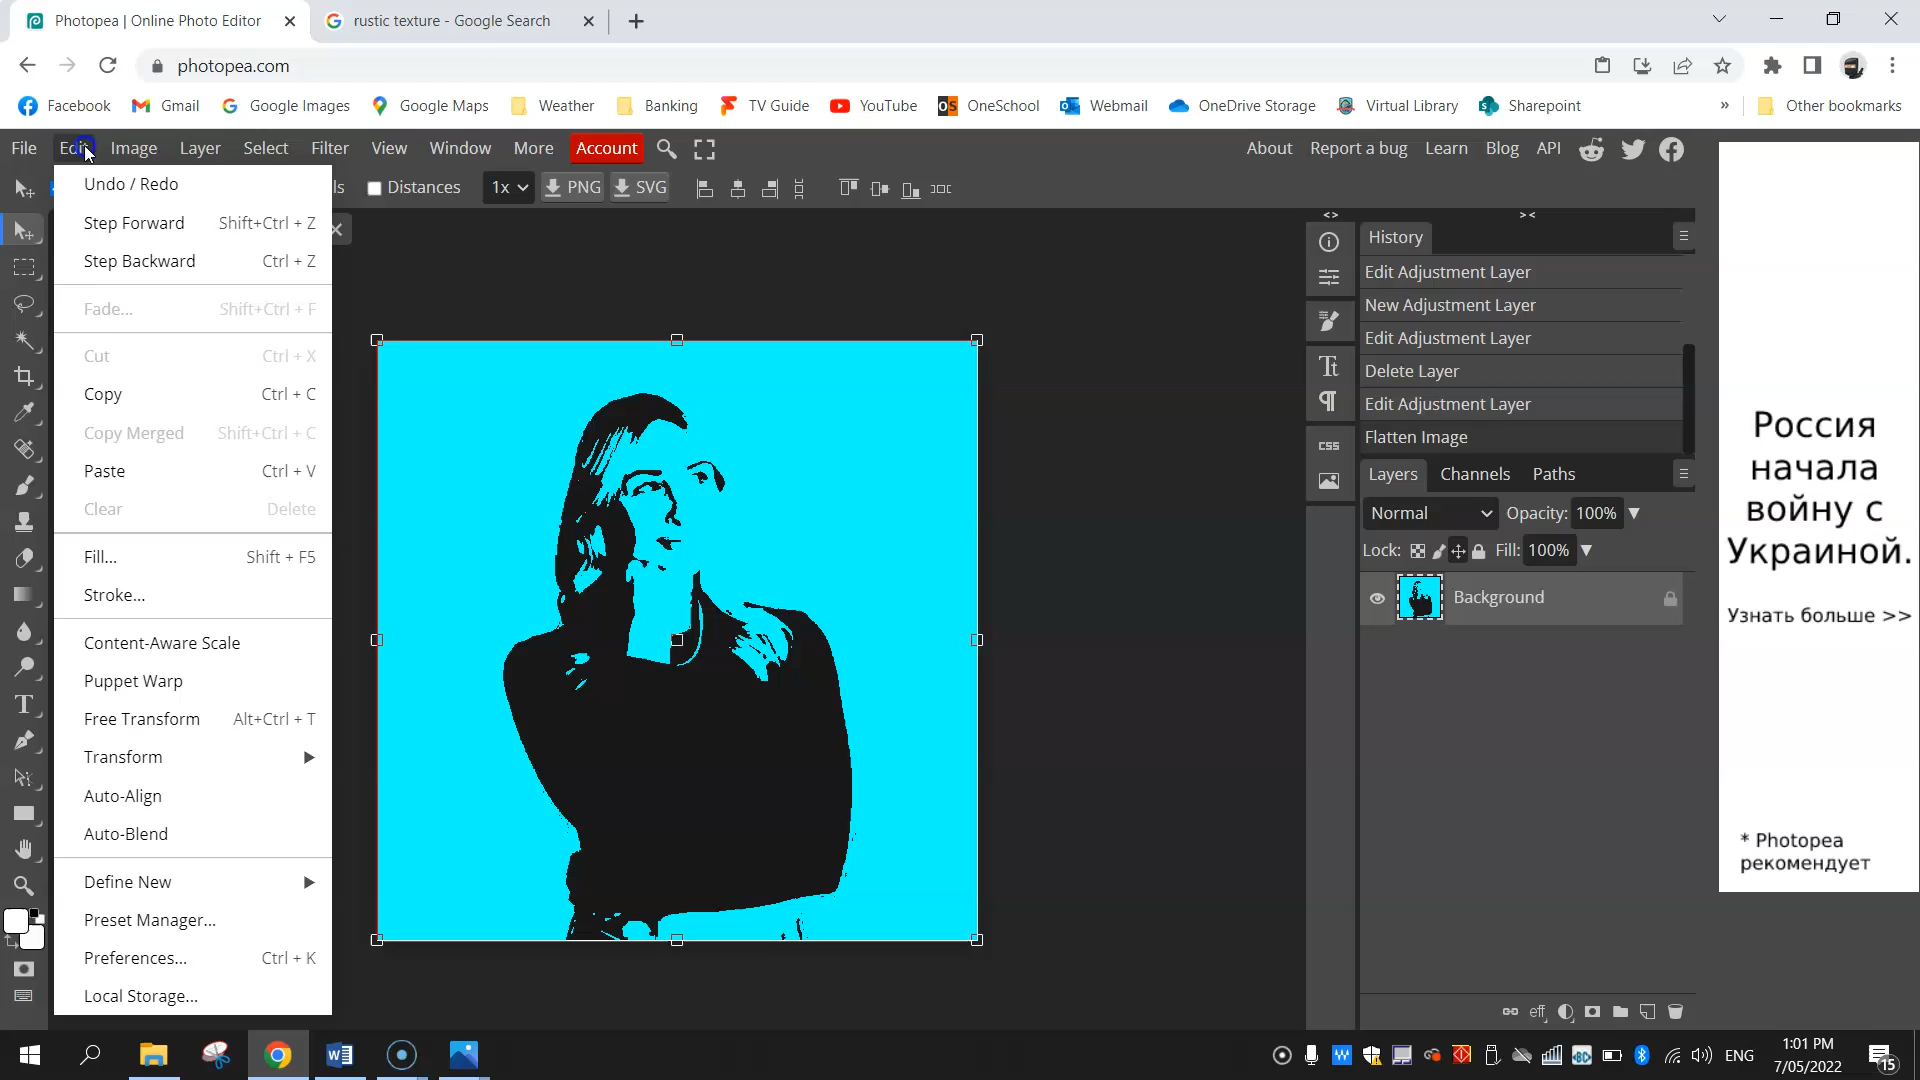 Photopea | Online Photo Editor
rustic texture - Google Search
photopea.com
Facebook Gmail Google Images Google Maps Weather Banking TV Guide YouTube OneSchool Webmail OneDrive Storage Virtual Library Sharepoint » Other bookmarks
File Edit Image Layer Select Filter View Window More Account About Report a bug Learn Blog API
ls Distances 1x PNG SVG
Undo / Redo
Step Forward Shift+Ctrl + Z
Step Backward Ctrl + Z
Fade... Shift+Ctrl + F
Cut Ctrl + X
Copy Ctrl + C
Copy Merged Shift+Ctrl + C
Paste Ctrl + V
Clear Delete
Fill... Shift + F5
Stroke...
Content-Aware Scale
Puppet Warp
Free Transform Alt+Ctrl + T
Transform
Auto-Align
Auto-Blend
Define New
Preset Manager...
Preferences... Ctrl + K
Local Storage...
<> ><
CSS
History
Edit Adjustment Layer
New Adjustment Layer
Edit Adjustment Layer
Delete Layer
Edit Adjustment Layer
Flatten Image
Layers Channels Paths
Normal Opacity: 100%
Lock: Fill: 100%
Background
eff
Россия
начала
войну с
Украиной.
Узнать больше >>
* Photopea
рекомендует
ENG
1:01 PM
7/05/2022
15